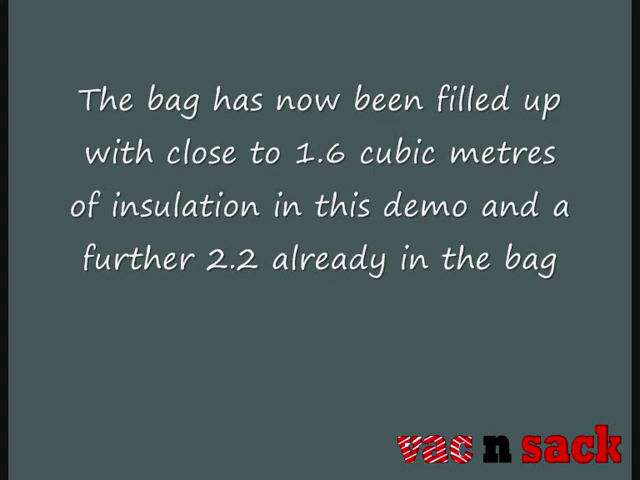 The bag has now been filled up
with close to 1.6 cubic metres
of insulation in this demo and a
further 2.2 already in the bag
vac n sack